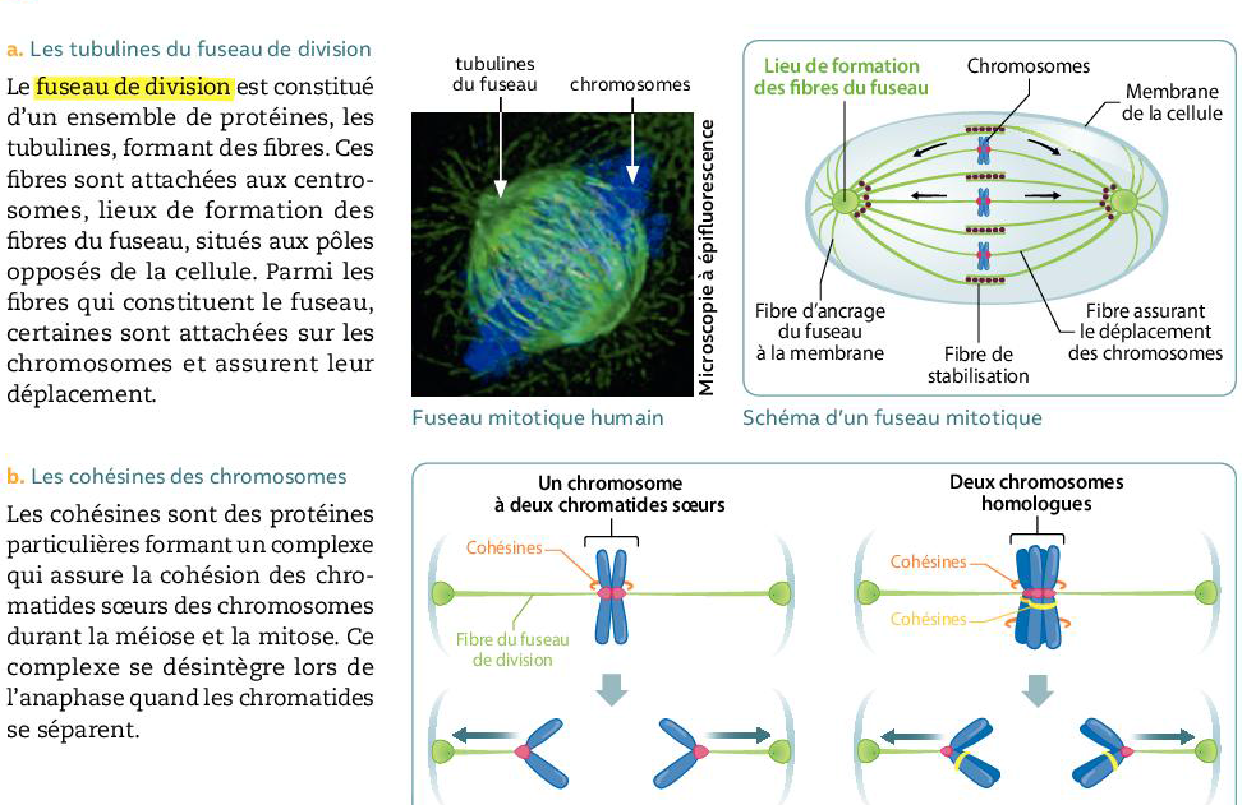 a. Les tubulines du fuseau de division
Le fuseau de division est constitué
d'un ensemble de protéines, les
tubulines, formant des fibres. Ces
fibres sont attachées aux centro-
somes, lieux de formation des
fibres du fuseau, situés aux pôles
opposés de la cellule. Parmi les
fibres qui constituent le fuseau,
certaines sont attachées sur les
chromosomes et assurent leur
déplacement.
tubulines
du fuseau
chromosomes
Microscopie à épifluorescence
Fuseau mitotique humain
Lieu de formation
des fibres du fuseau
Chromosomes
Membrane
de la cellule
Fibre d'ancrage
du fuseau
à la membrane
Fibre de
stabilisation
Fibre assurant
le déplacement
des chromosomes
Schéma d'un fuseau mitotique
b. Les cohésines des chromosomes
Les cohésines sont des protéines
particulières formant un complexe
qui assure la cohésion des chro-
matides sœurs des chromosomes
durant la méiose et la mitose. Ce
complexe se désintègre lors de
l'anaphase quand les chromatides
se séparent.
Un chromosome
à deux chromatides sœurs
Cohésines
Fibre du fuseau
de division
Deux chromosomes
homologues
Cohésines
Cohésines